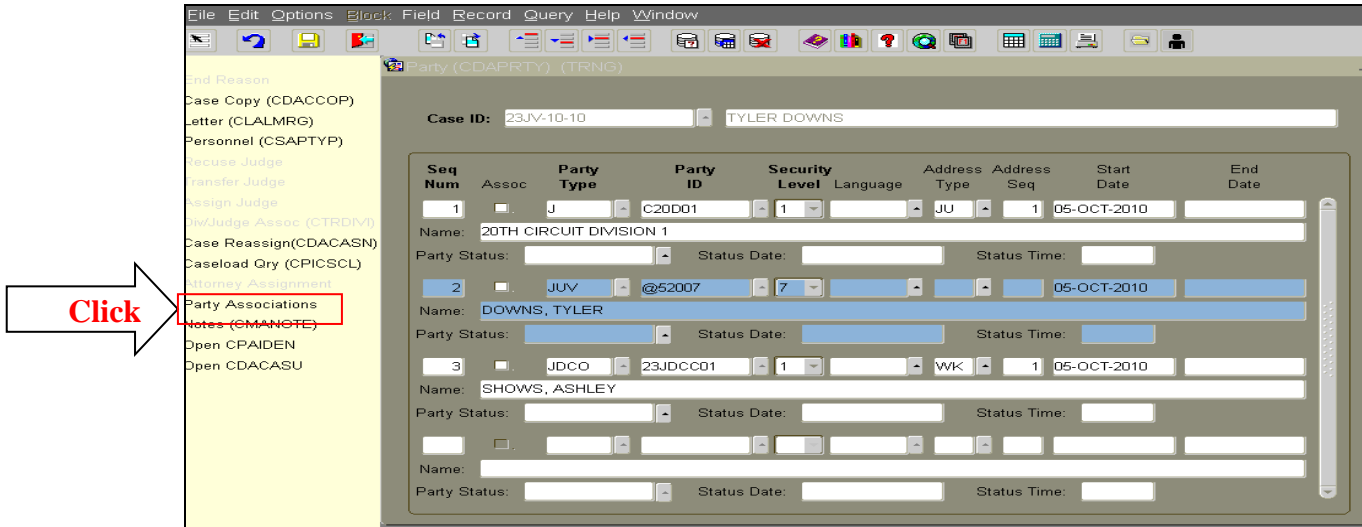 File Edit Options Block Field Record Query Help Window
Party (CDAPRTY) (TRNG)
End Reason
Case Copy (CDACCOP)
Letter (CLALMRG)
Personnel (CSAPTYP)
Recuse Judge
Transfer Judge
Assign Judge
Div/Judge Assoc (CTRDIVI)
Case Reassign(CDACASN)
Caseload Qry (CPICSCL)
Attorney Assignment
Party Associations
Notes (CMANOTE)
Open CPAIDEN
Open CDACASU
Click
Case ID: 23JV-10-10 TYLER DOWNS
Seq Party Party Security Address Address Start End
Num Assoc Type ID Level Language Type Seq Date Date
1 J C20D01 1 JU 1 05-OCT-2010
Name: 20TH CIRCUIT DIVISION 1
Party Status: Status Date: Status Time:
2 JUV @52007 7 05-OCT-2010
Name: DOWNS, TYLER
Party Status: Status Date: Status Time:
3 JDCO 23JDCC01 1 WK 1 05-OCT-2010
Name: SHOWS, ASHLEY
Party Status: Status Date: Status Time:
Name:
Party Status: Status Date: Status Time: